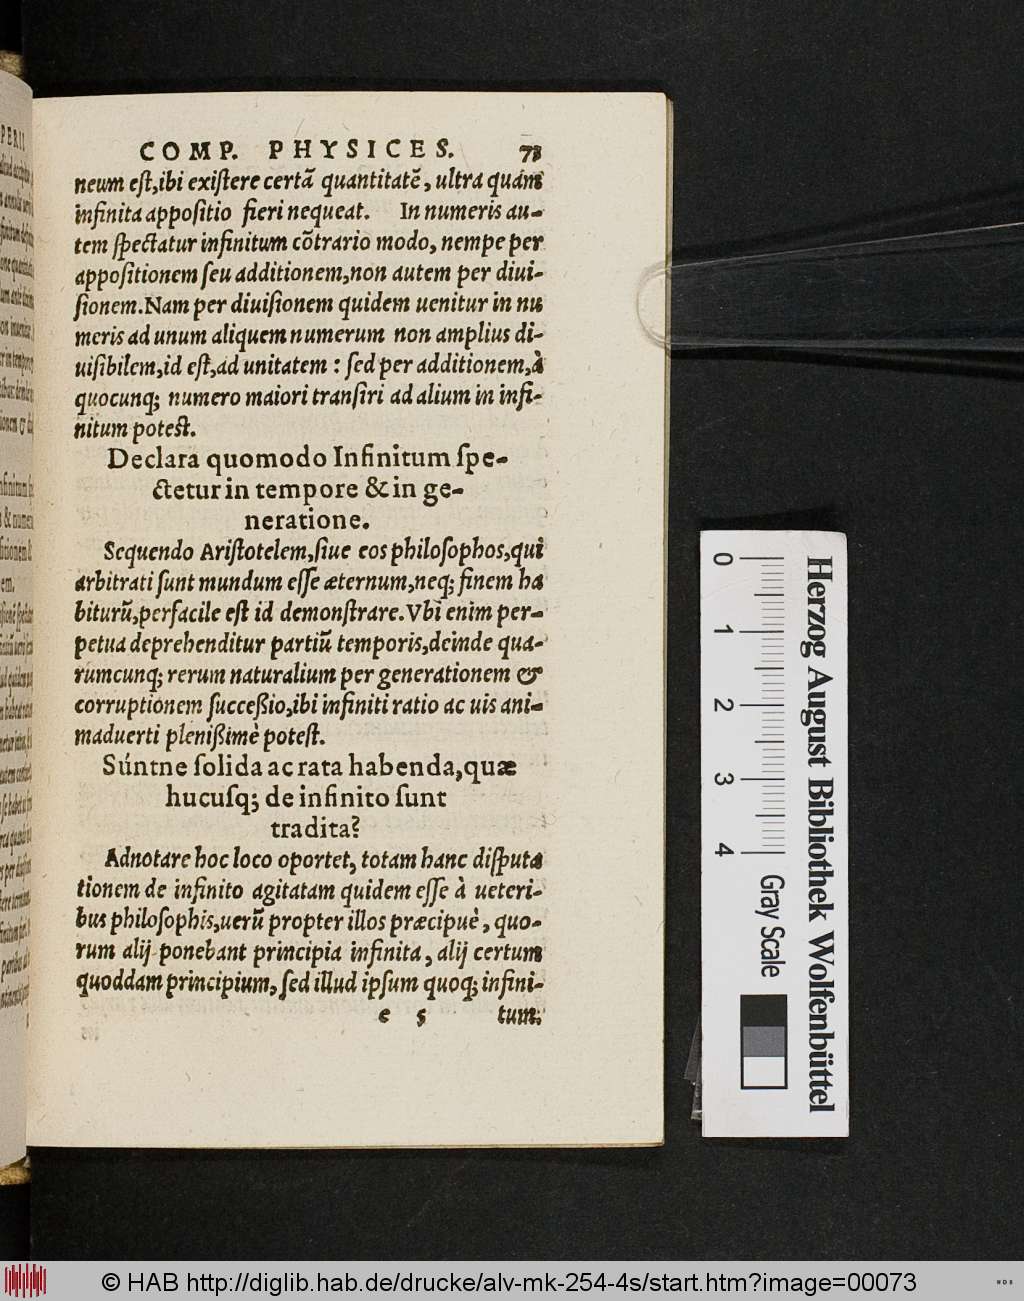 COMP. PHYSICES. 73
neum eſt,ibi exiſtere certã quantitatẽ, ultra quàm
infinita appoſitio fieri nequeat. In numeris au-
tem ſpectatur infinitum cõtrario modo, nempe per
appoſitionem ſeu additionem,non autem per diui-
ſionem.Nam per diuiſionem quidem uenitur in nu
meris ad unum aliquem numerum non amplius di-
uiſibilem,id eſt,ad unitatem : ſed per additionem,à
quocunq; numero maiori tranſiri ad alium in infi-
nitum poteſt.
Declara quomodo Infinitum ſpe-
ctetur in tempore & in ge-
neratione.
Sequendo Ariſtotelem,ſiue eos philoſophos,qui
arbitrati ſunt mundum eſſe æternum,neq; finem ha
biturũ,perfacile eſt id demonſtrare.Vbi enim per-
petua deprehenditur partiũ temporis,deinde qua-
rumcunq; rerum naturalium per generationem &
corruptionem ſucceßio,ibi infiniti ratio ac uis ani-
maduerti plenißimè poteſt.
Súntne ſolida ac rata habenda,quæ
hucuſq; de infinito ſunt
tradita?
Adnotare hoc loco oportet, totam hanc diſputa
tionem de infinito agitatam quidem eſſe à ueteri-
bus philoſophis,uerũ propter illos præcipuè, quo-
rum alij ponebant principia infinita, alij certum
quoddam principium, ſed illud ipſum quoq; infini-
e 5 tum:
Herzog August Bibliothek Wolfenbüttel
0 1 2 3 4
Gray Scale
© HAB http://diglib.hab.de/drucke/alv-mk-254-4s/start.htm?image=00073
WDB